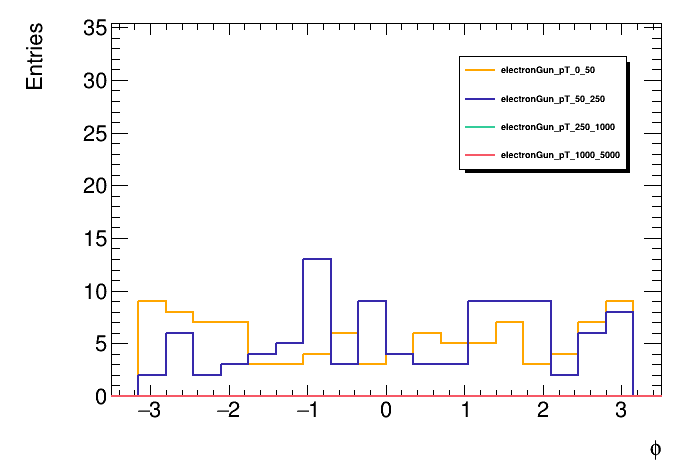 Entries
35
30
25
20
15
10
5
0
electronGun_pT_0_50
electronGun_pT_50_250
electronGun_pT_250_1000
electronGun_pT_1000_5000
−3 −2 −1 0 1 2 3
ϕ